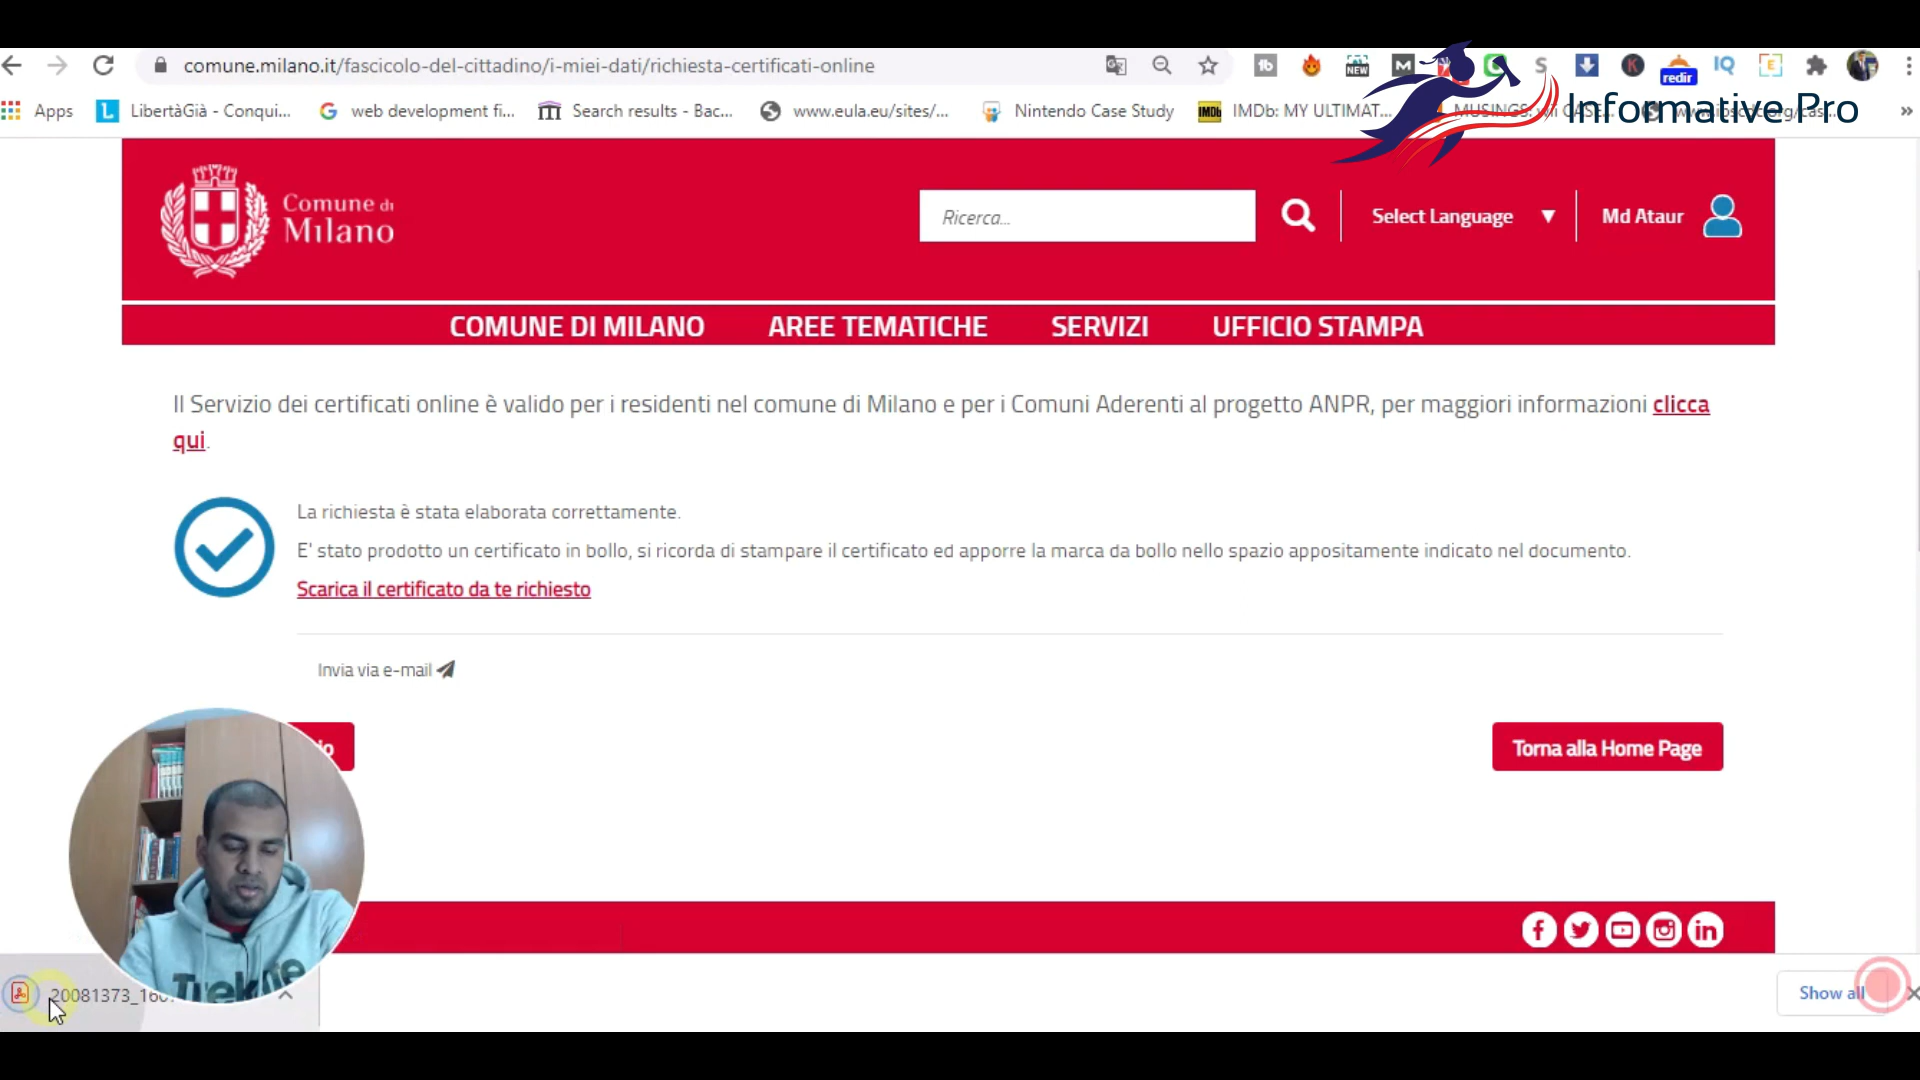 comune.milano.it/fascicolo-del-cittadino/i-miei-dati/richiesta-certificati-online
NEW
redir
IQ
Apps
LibertàGià - Conqui...
web development fi...
Search results - Bac...
www.eula.eu/sites/...
Nintendo Case Study
IMDb: MY ULTIMAT...
Informative Pro
Comune di
Milano
Ricerca...
Select Language
Md Ataur
COMUNE DI MILANO
AREE TEMATICHE
SERVIZI
UFFICIO STAMPA
Il Servizio dei certificati online è valido per i residenti nel comune di Milano e per i Comuni Aderenti al progetto ANPR, per maggiori informazioni clicca
qui.
La richiesta è stata elaborata correttamente.
E' stato prodotto un certificato in bollo, si ricorda di stampare il certificato ed apporre la marca da bollo nello spazio appositamente indicato nel documento.
Scarica il certificato da te richiesto
Invia via e-mail
Torna alla Home Page
20081373_160
Show all